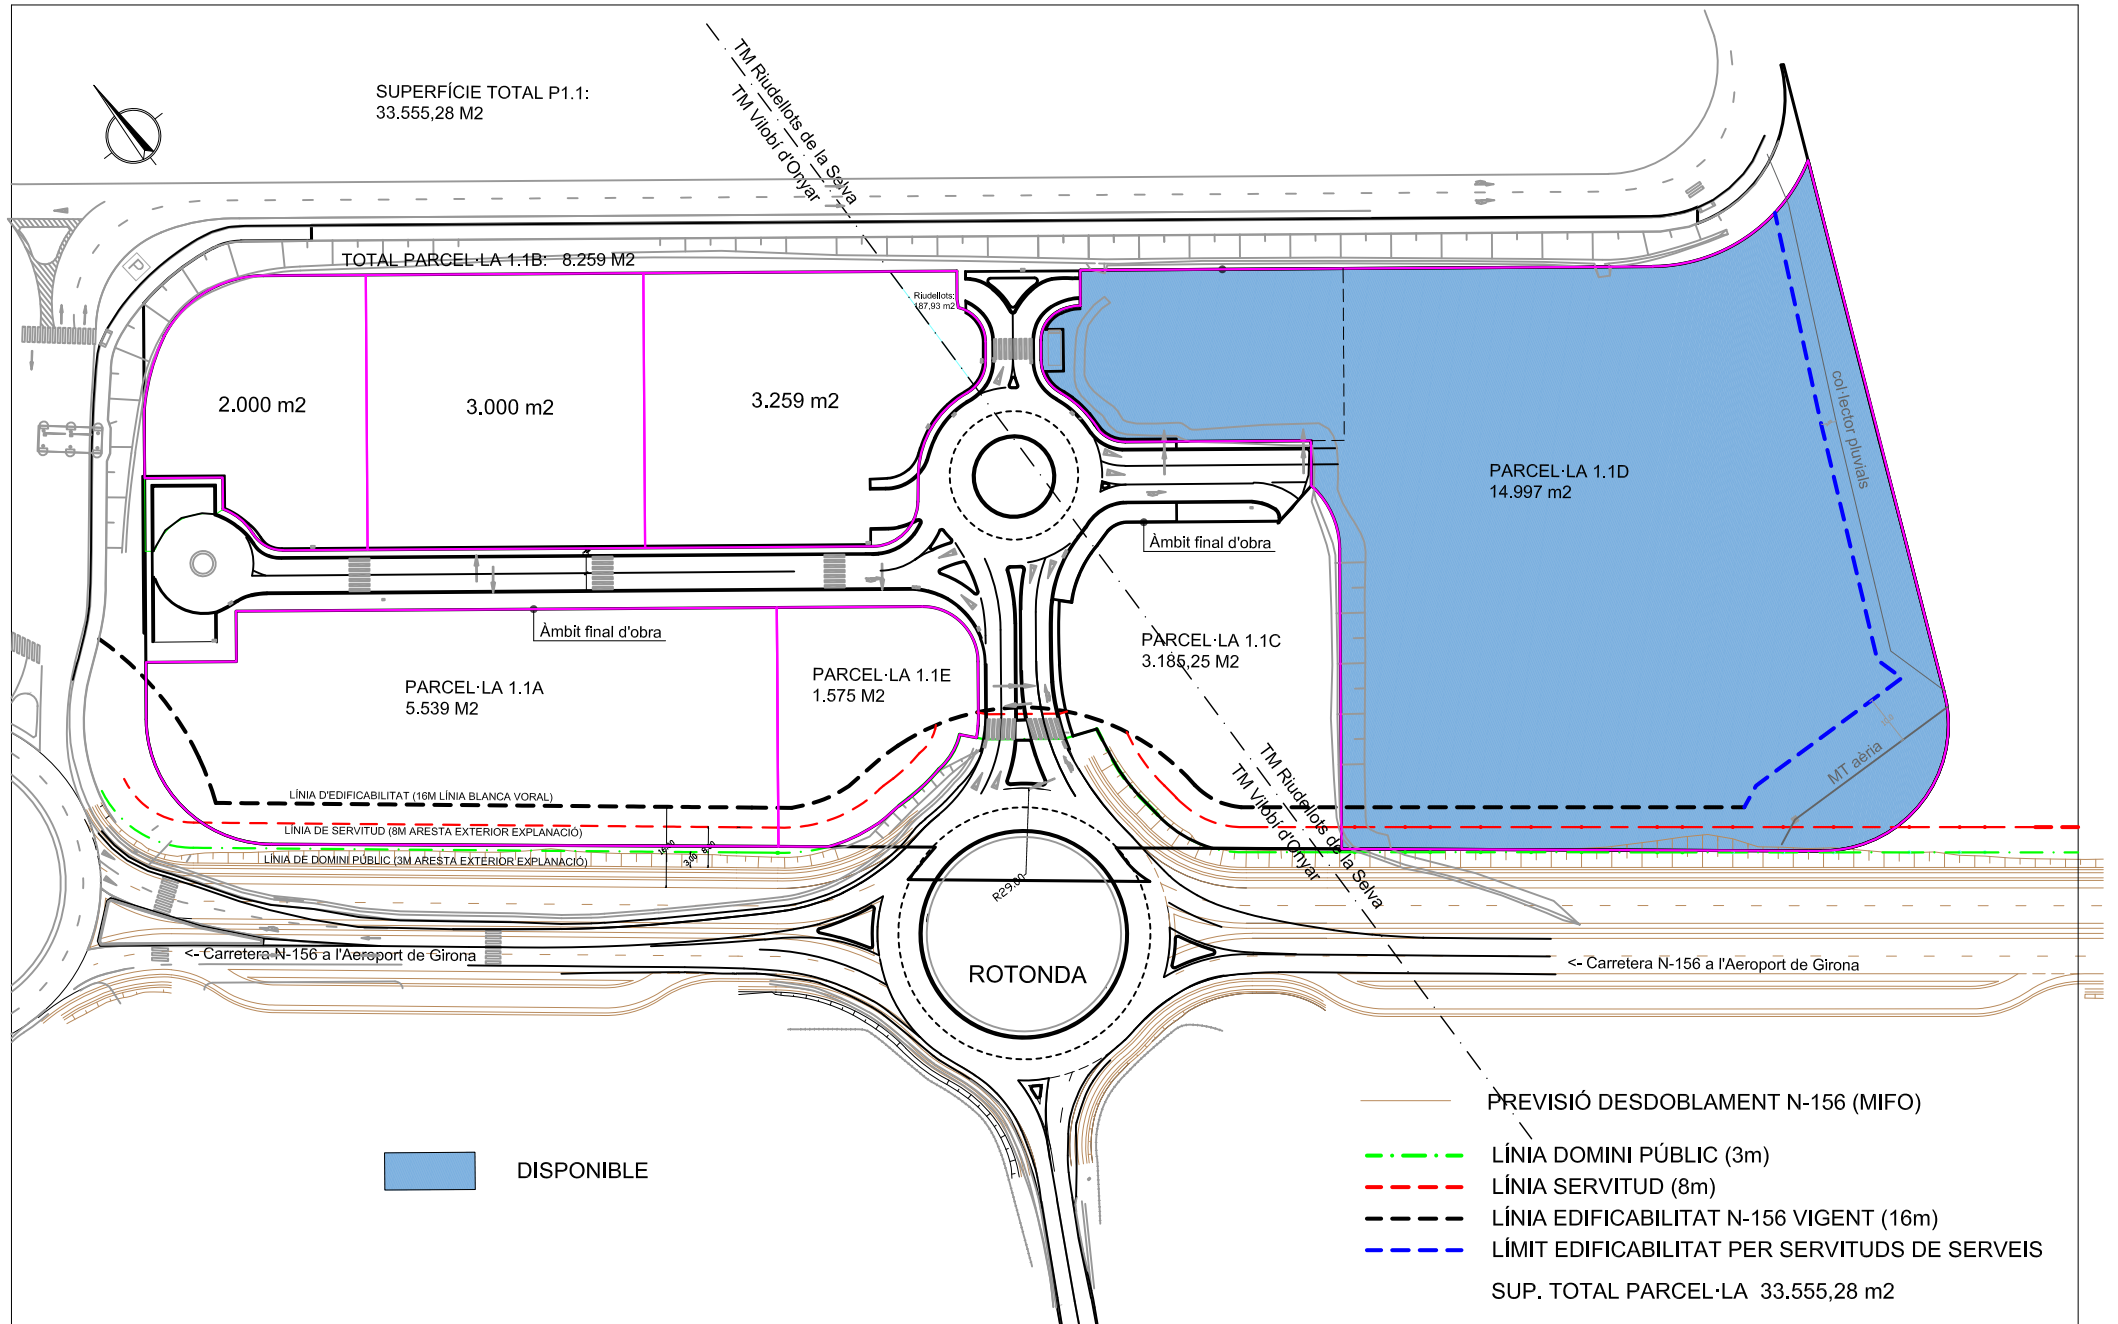 SUPERFÍCIE TOTAL P1.1:
33.555,28 M2
TM Riudellots de la Selva
TM Vilobí d'Onyar
P
TOTAL PARCEL·LA 1.1B: 8.259 M2
Riudellots:
187,93 m2
2.000 m2
3.000 m2
3.259 m2
col·lector pluvials
PARCEL·LA 1.1D
14.997 m2
Àmbit final d'obra
Àmbit final d'obra
PARCEL·LA 1.1C
3.185,25 M2
PARCEL·LA 1.1A
5.539 M2
PARCEL·LA 1.1E
1.575 M2
MT aèria
TM Riudellots de la Selva
TM Vilobí d'Onyar
LÍNIA D'EDIFICABILITAT (16M LÍNIA BLANCA VORAL)
LÍNIA DE SERVITUD (8M ARESTA EXTERIOR EXPLANACIÓ)
LÍNIA DE DOMINI PÚBLIC (3M ARESTA EXTERIOR EXPLANACIÓ)
16.00
3.00
8.00
R29.00
<- Carretera N-156 a l'Aeroport de Girona
ROTONDA
<- Carretera N-156 a l'Aeroport de Girona
DISPONIBLE
PREVISIÓ DESDOBLAMENT N-156 (MIFO)
LÍNIA DOMINI PÚBLIC (3m)
LÍNIA SERVITUD (8m)
LÍNIA EDIFICABILITAT N-156 VIGENT (16m)
LÍMIT EDIFICABILITAT PER SERVITUDS DE SERVEIS
SUP. TOTAL PARCEL·LA 33.555,28 m2